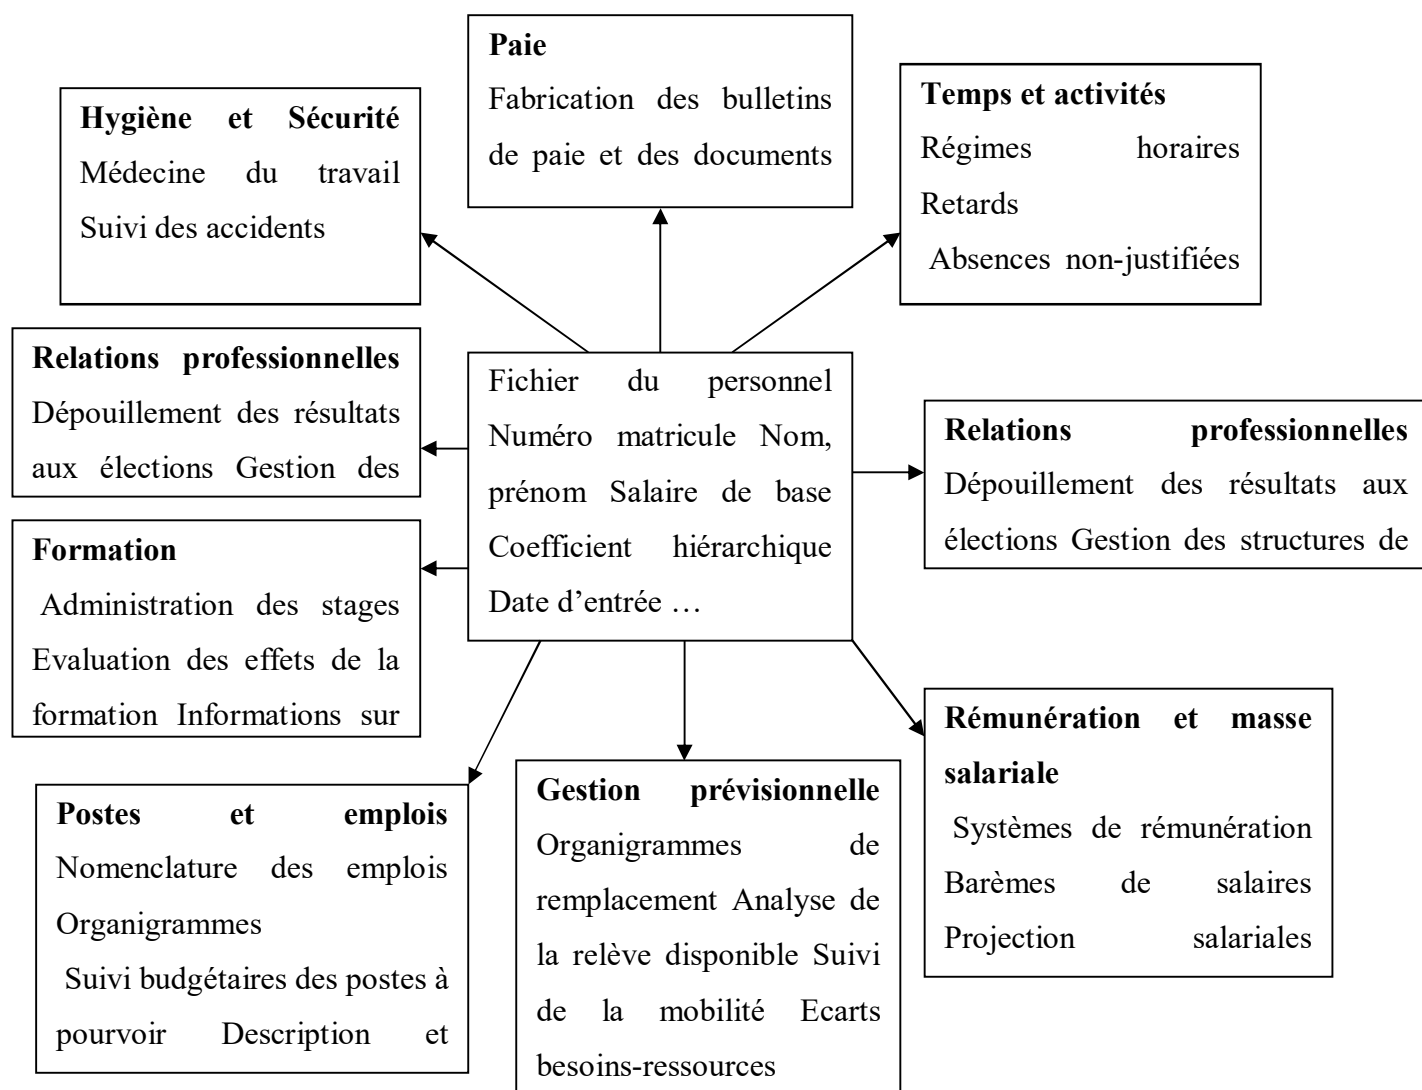 Paie
Fabrication des bulletins
de paie et des documents
Hygiène et Sécurité
Médecine du travail
Suivi des accidents
Temps et activités
Régimes horaires
Retards
Absences non-justifiées
Relations professionnelles
Dépouillement des résultats
aux élections Gestion des
Fichier du personnel
Numéro matricule Nom,
prénom Salaire de base
Coefficient hiérarchique
Date d’entrée …
Relations professionnelles
Dépouillement des résultats aux
élections Gestion des structures de
Formation
Administration des stages
Evaluation des effets de la
formation Informations sur
Postes et emplois
Nomenclature des emplois
Organigrammes
Suivi budgétaires des postes à
pourvoir Description et
Gestion prévisionnelle
Organigrammes de
remplacement Analyse de
la relève disponible Suivi
de la mobilité Ecarts
besoins-ressources
Rémunération et masse
salariale
Systèmes de rémunération
Barèmes de salaires
Projection salariales